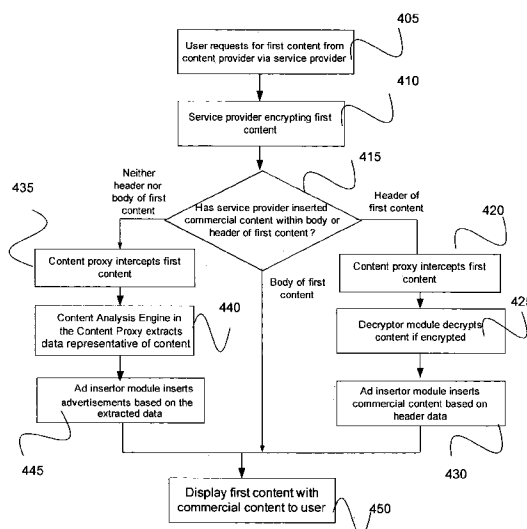 405
User requests for first content from
content provider via service provider
410
Service provider encrypting first
content
415
Neither
header nor
body of first
content
Has service provider inserted
commercial content within body or
header of first content ?
Header of
first content
435
420
Content proxy intercepts first
content
Body of first
content
Content proxy intercepts first
content
440
425
Content Analysis Engine in
the Content Proxy extracts
data representative of content
Decryptor module decrypts
content if encrypted
Ad insertor module inserts
advertisements based on the
extracted data
Ad insertor module inserts
commercial content based on
header data
445
430
Display first content with
commercial content to user
450